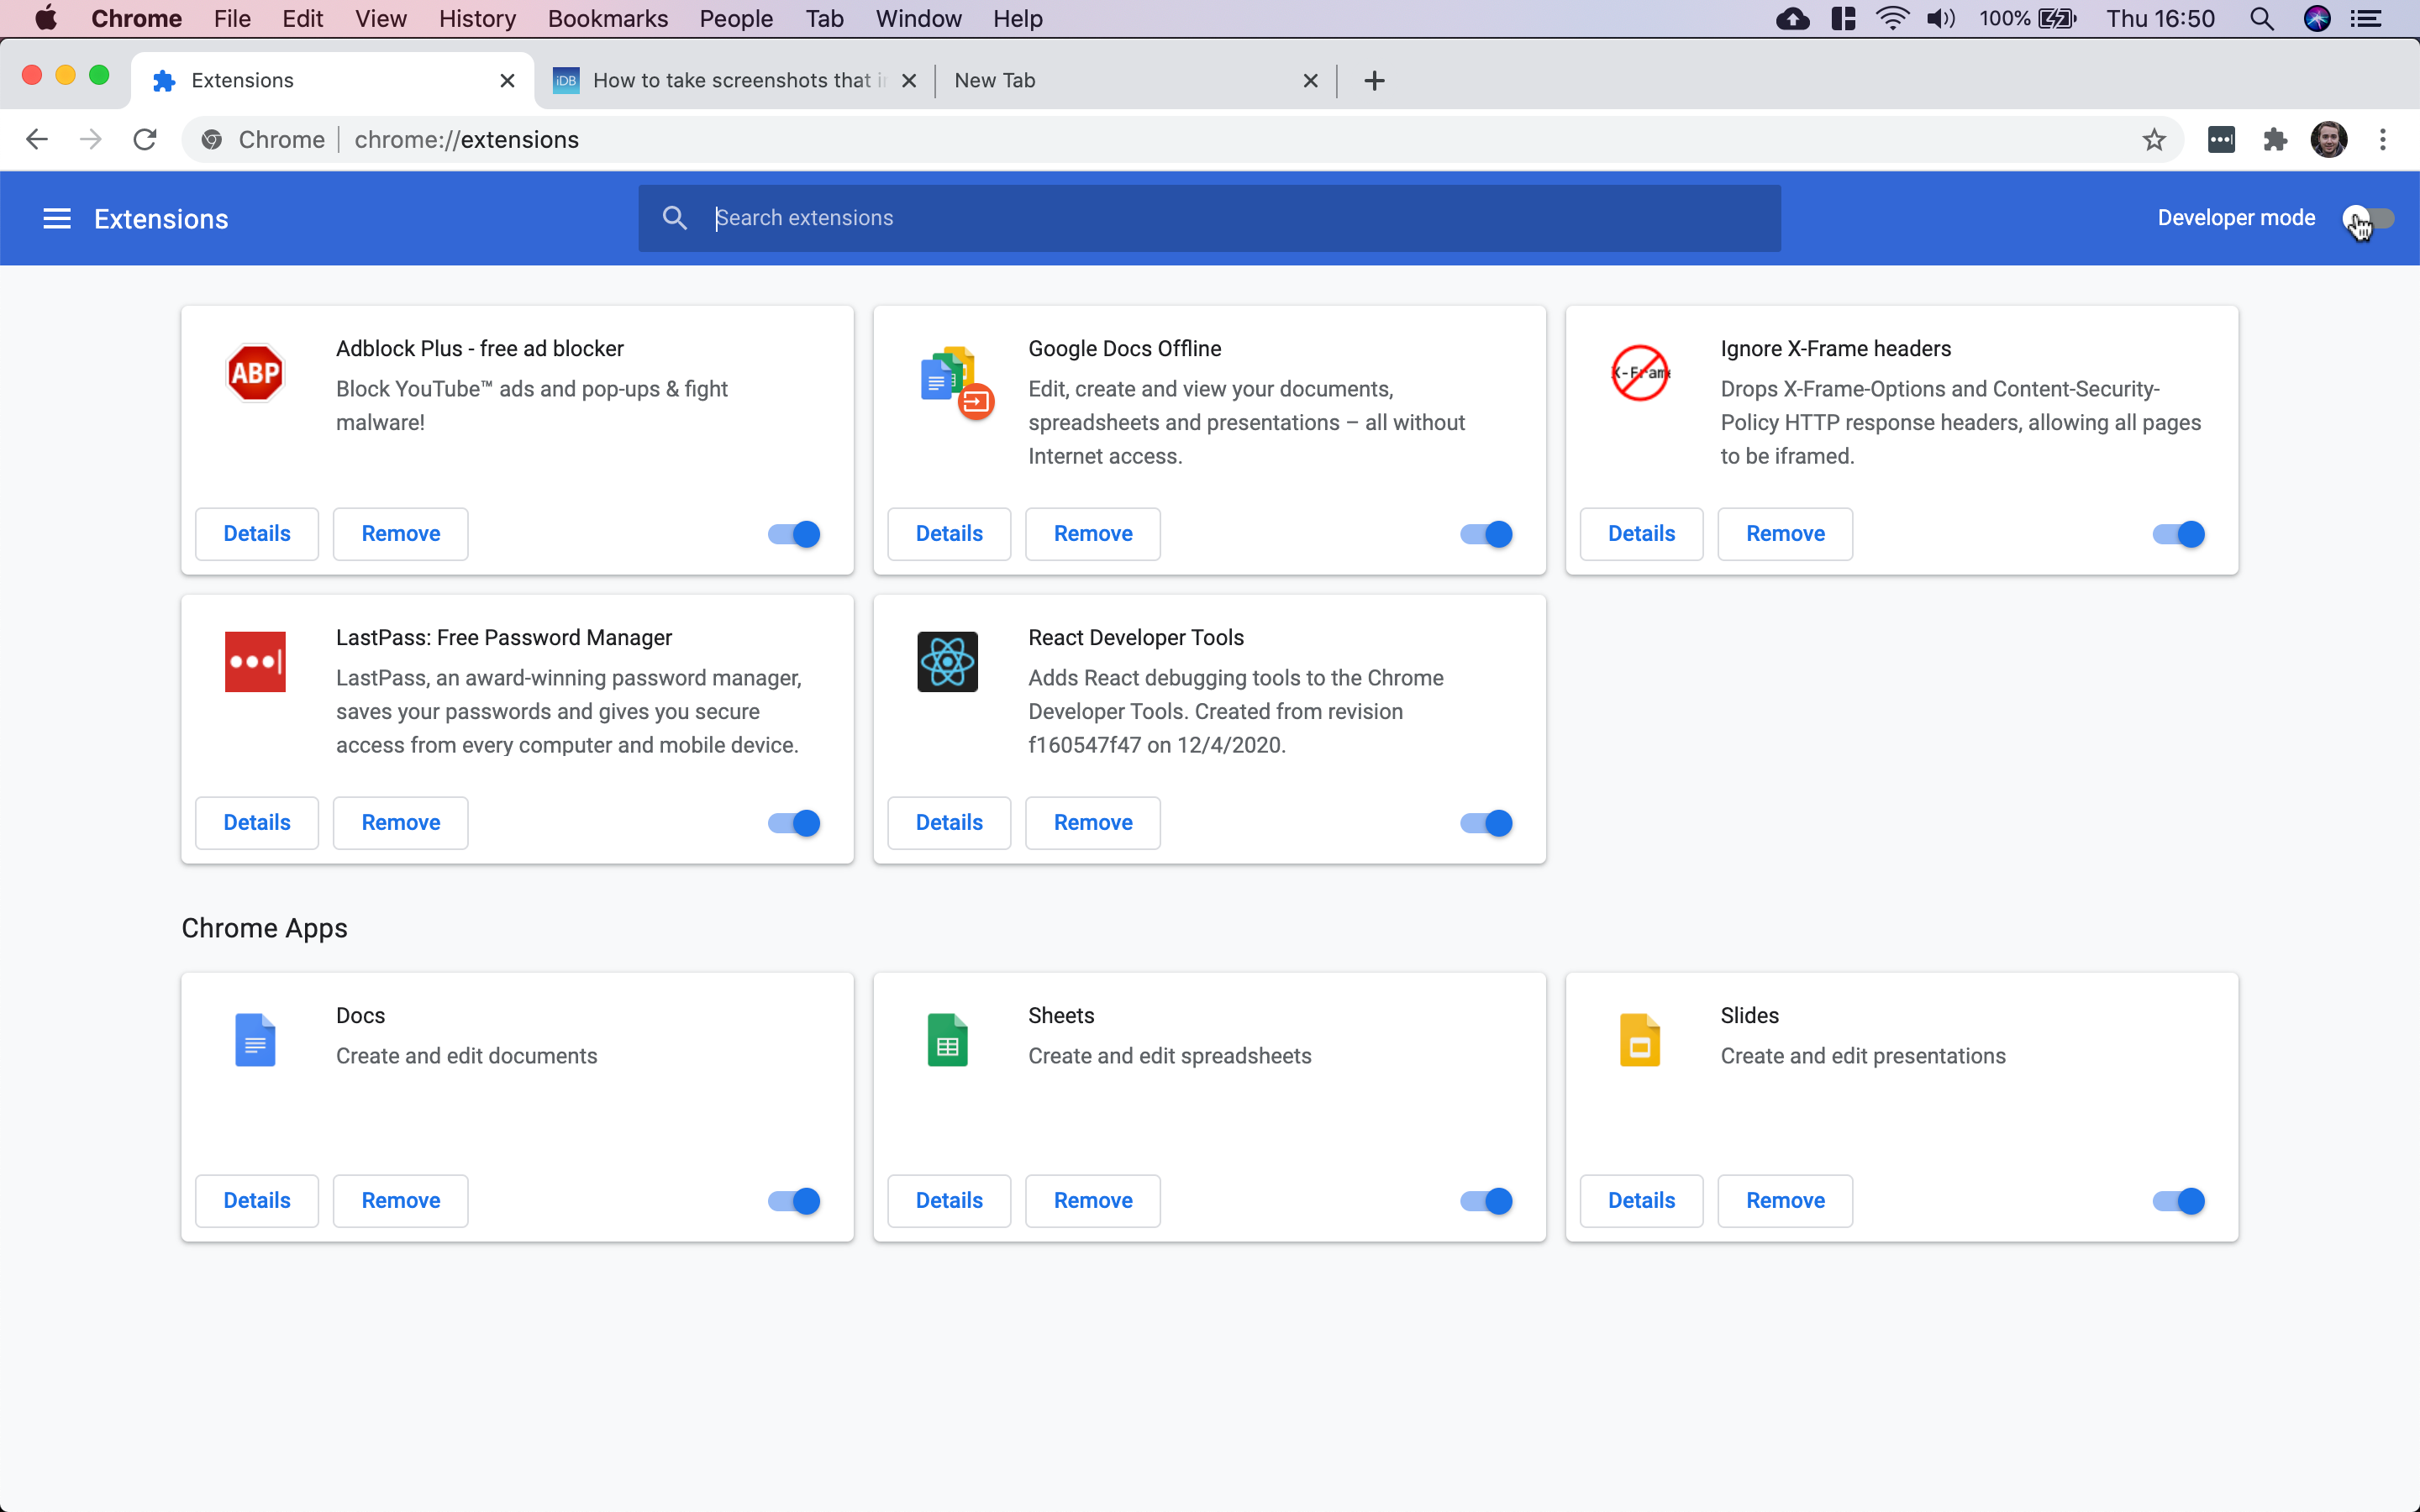 Chrome File Edit View History Bookmarks People Tab Window Help 100% Thu 16:50
Extensions iDB How to take screenshots that i New Tab
Chrome chrome://extensions
Extensions Search extensions Developer mode
ABP
Adblock Plus - free ad blocker
Block YouTube™ ads and pop-ups & fight
malware!
Details Remove
Google Docs Offline
Edit, create and view your documents,
spreadsheets and presentations – all without
Internet access.
Details Remove
X-Frame
Ignore X-Frame headers
Drops X-Frame-Options and Content-Security-
Policy HTTP response headers, allowing all pages
to be iframed.
Details Remove
LastPass: Free Password Manager
LastPass, an award-winning password manager,
saves your passwords and gives you secure
access from every computer and mobile device.
Details Remove
React Developer Tools
Adds React debugging tools to the Chrome
Developer Tools. Created from revision
f160547f47 on 12/4/2020.
Details Remove
Chrome Apps
Docs
Create and edit documents
Details Remove
Sheets
Create and edit spreadsheets
Details Remove
Slides
Create and edit presentations
Details Remove